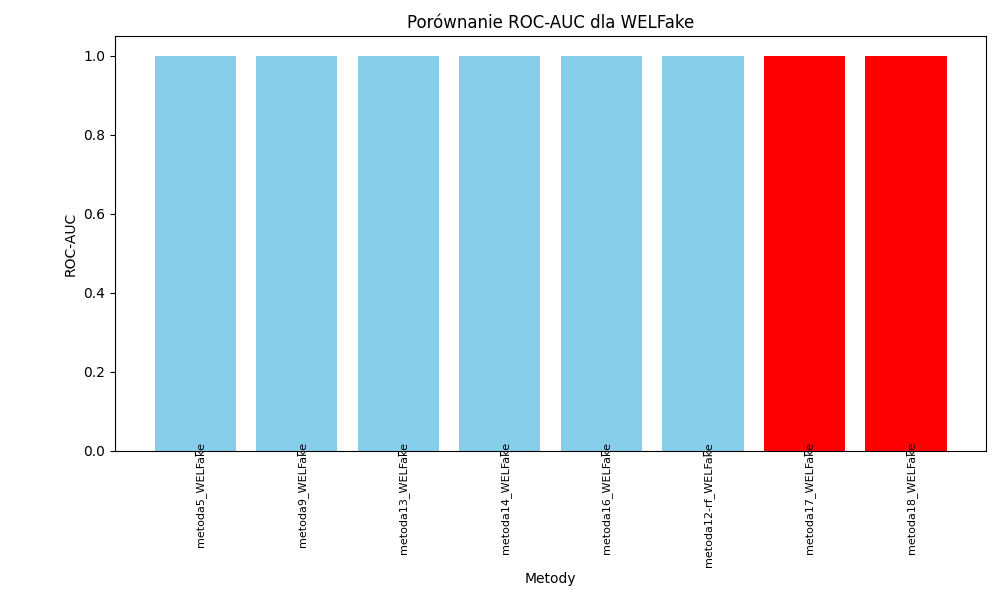 Porównanie ROC-AUC dla WELFake
ROC-AUC
1.0
0.8
0.6
0.4
0.2
0.0
metoda5_WELFake
metoda9_WELFake
metoda13_WELFake
metoda14_WELFake
metoda16_WELFake
metoda12-rf_WELFake
metoda17_WELFake
metoda18_WELFake
Metody